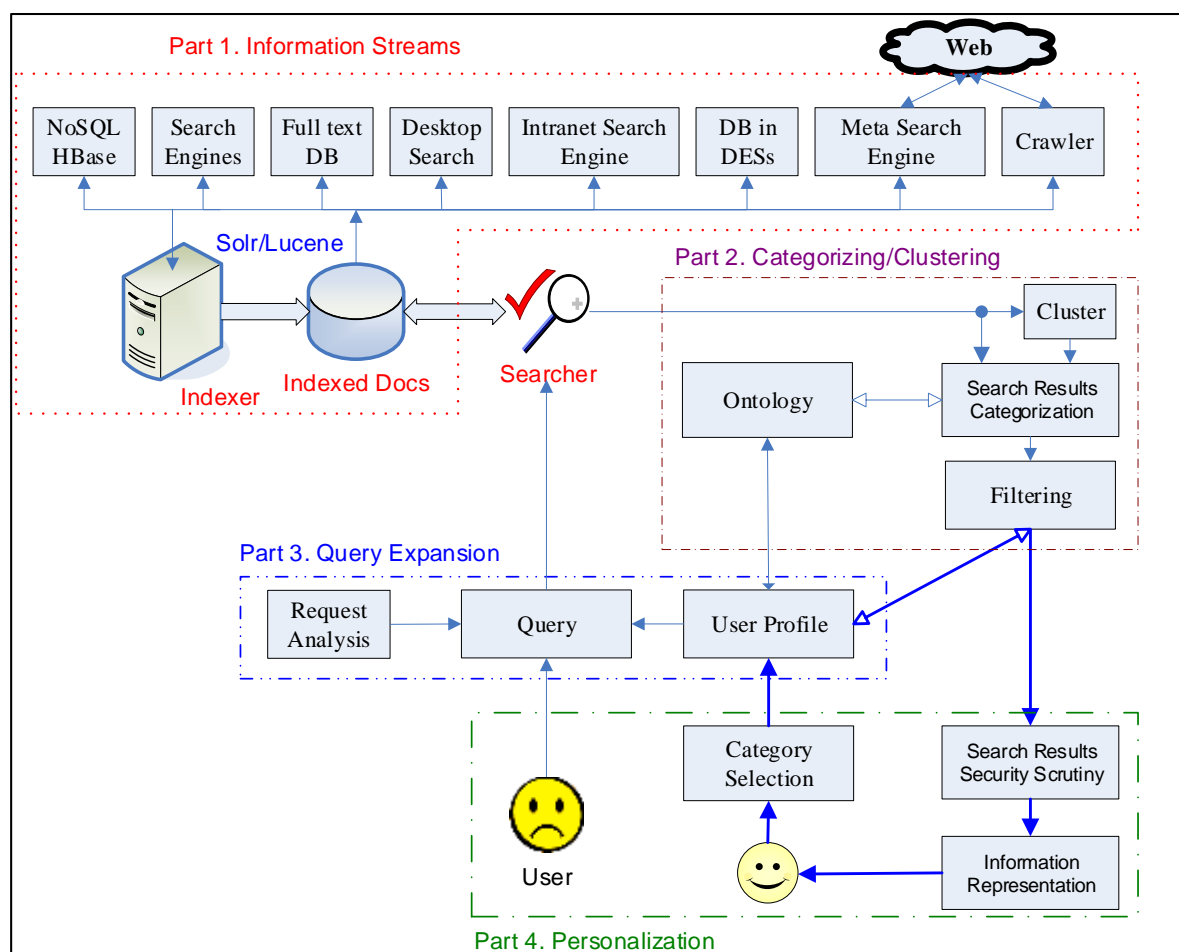 Part 1. Information Streams
Web
NoSQL
HBase
Search
Engines
Full text
DB
Desktop
Search
Intranet Search
Engine
DB in
DESs
Meta Search
Engine
Crawler
Solr/Lucene
Indexer
Indexed Docs
Searcher
Part 2. Categorizing/Clustering
Cluster
Ontology
Search Results
Categorization
Filtering
Part 3. Query Expansion
Request
Analysis
Query
User Profile
Category
Selection
Search Results
Security Scrutiny
User
Information
Representation
Part 4. Personalization